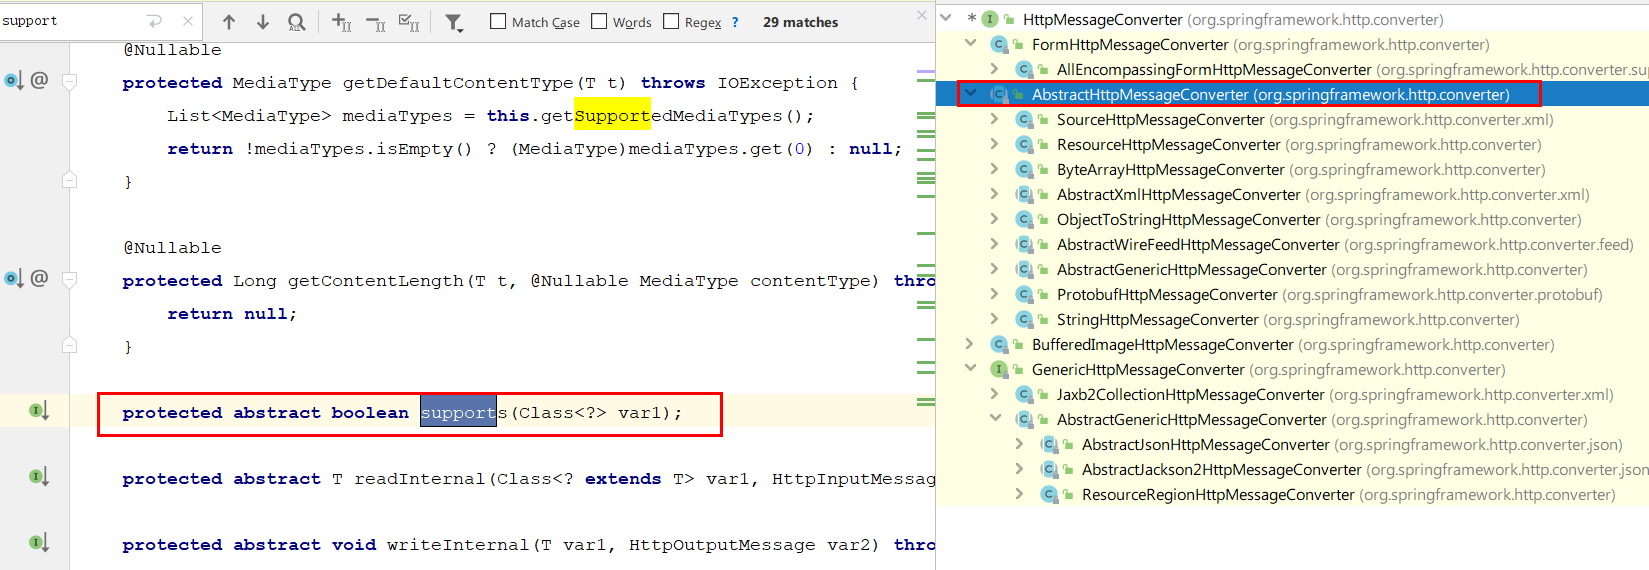 support
Match Case
Words
Regex
?
29 matches
@Nullable
protected MediaType getDefaultContentType(T t) throws IOException {
List<MediaType> mediaTypes = this.getSupportedMediaTypes();
return !mediaTypes.isEmpty() ? (MediaType)mediaTypes.get(0) : null;
}
@Nullable
protected Long getContentLength(T t, @Nullable MediaType contentType) thro
return null;
}
protected abstract boolean supports(Class<?> var1);
protected abstract T readInternal(Class<? extends T> var1, HttpInputMessag
protected abstract void writeInternal(T var1, HttpOutputMessage var2) thro
* HttpMessageConverter (org.springframework.http.converter)
FormHttpMessageConverter (org.springframework.http.converter)
AllEncompassingFormHttpMessageConverter (org.springframework.http.converter.sup
AbstractHttpMessageConverter (org.springframework.http.converter)
SourceHttpMessageConverter (org.springframework.http.converter.xml)
ResourceHttpMessageConverter (org.springframework.http.converter)
ByteArrayHttpMessageConverter (org.springframework.http.converter)
AbstractXmlHttpMessageConverter (org.springframework.http.converter.xml)
ObjectToStringHttpMessageConverter (org.springframework.http.converter)
AbstractWireFeedHttpMessageConverter (org.springframework.http.converter.feed)
AbstractGenericHttpMessageConverter (org.springframework.http.converter)
ProtobufHttpMessageConverter (org.springframework.http.converter.protobuf)
StringHttpMessageConverter (org.springframework.http.converter)
BufferedImageHttpMessageConverter (org.springframework.http.converter)
GenericHttpMessageConverter (org.springframework.http.converter)
Jaxb2CollectionHttpMessageConverter (org.springframework.http.converter.xml)
AbstractGenericHttpMessageConverter (org.springframework.http.converter)
AbstractJsonHttpMessageConverter (org.springframework.http.converter.json)
AbstractJackson2HttpMessageConverter (org.springframework.http.converter.json
ResourceRegionHttpMessageConverter (org.springframework.http.converter)